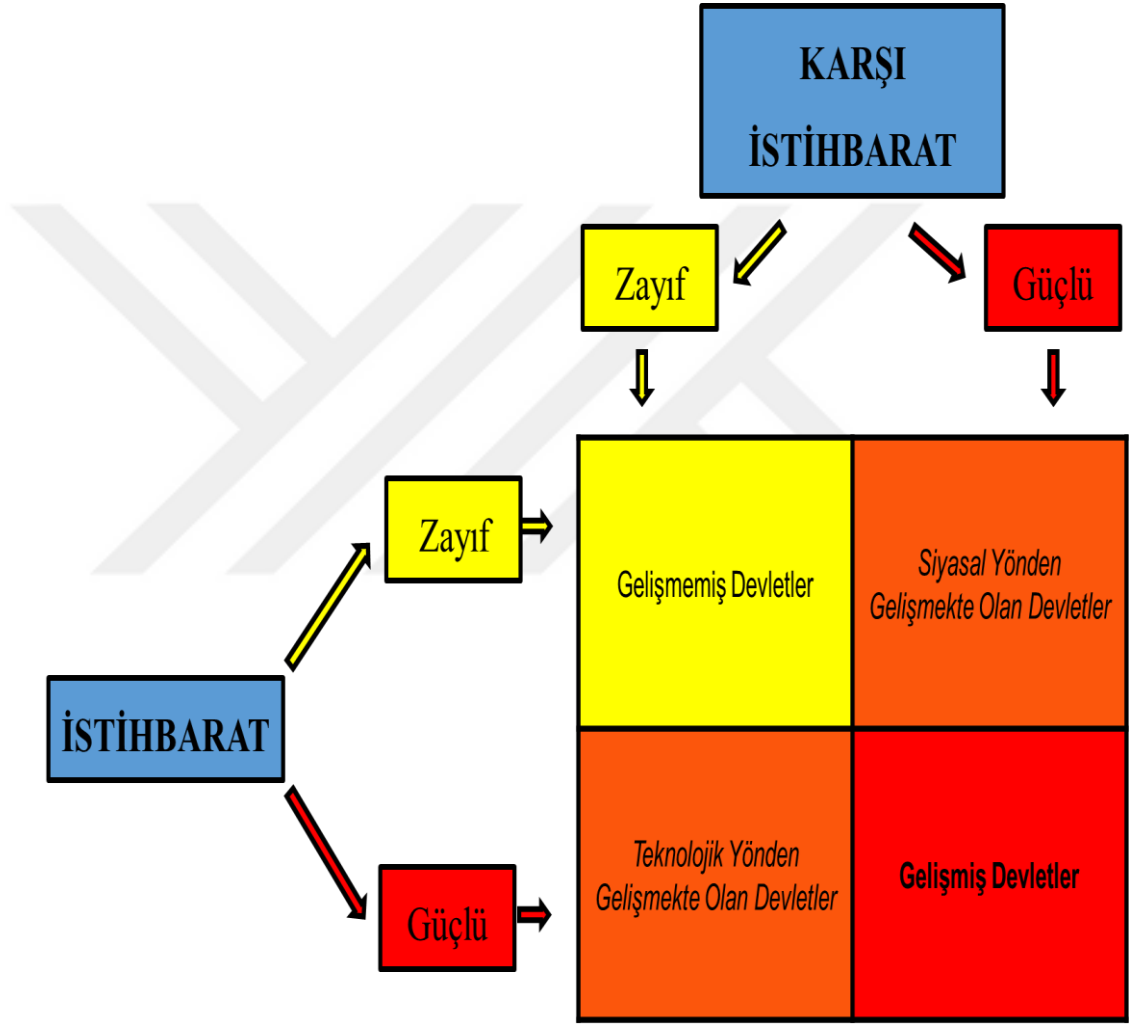 KARŞI
İSTİHBARAT
Zayıf
Güçlü
Zayıf
Gelişmemiş Devletler
Siyasal Yönden
Gelişmekte Olan Devletler
İSTİHBARAT
Teknolojik Yönden
Gelişmekte Olan Devletler
Gelişmiş Devletler
Güçlü